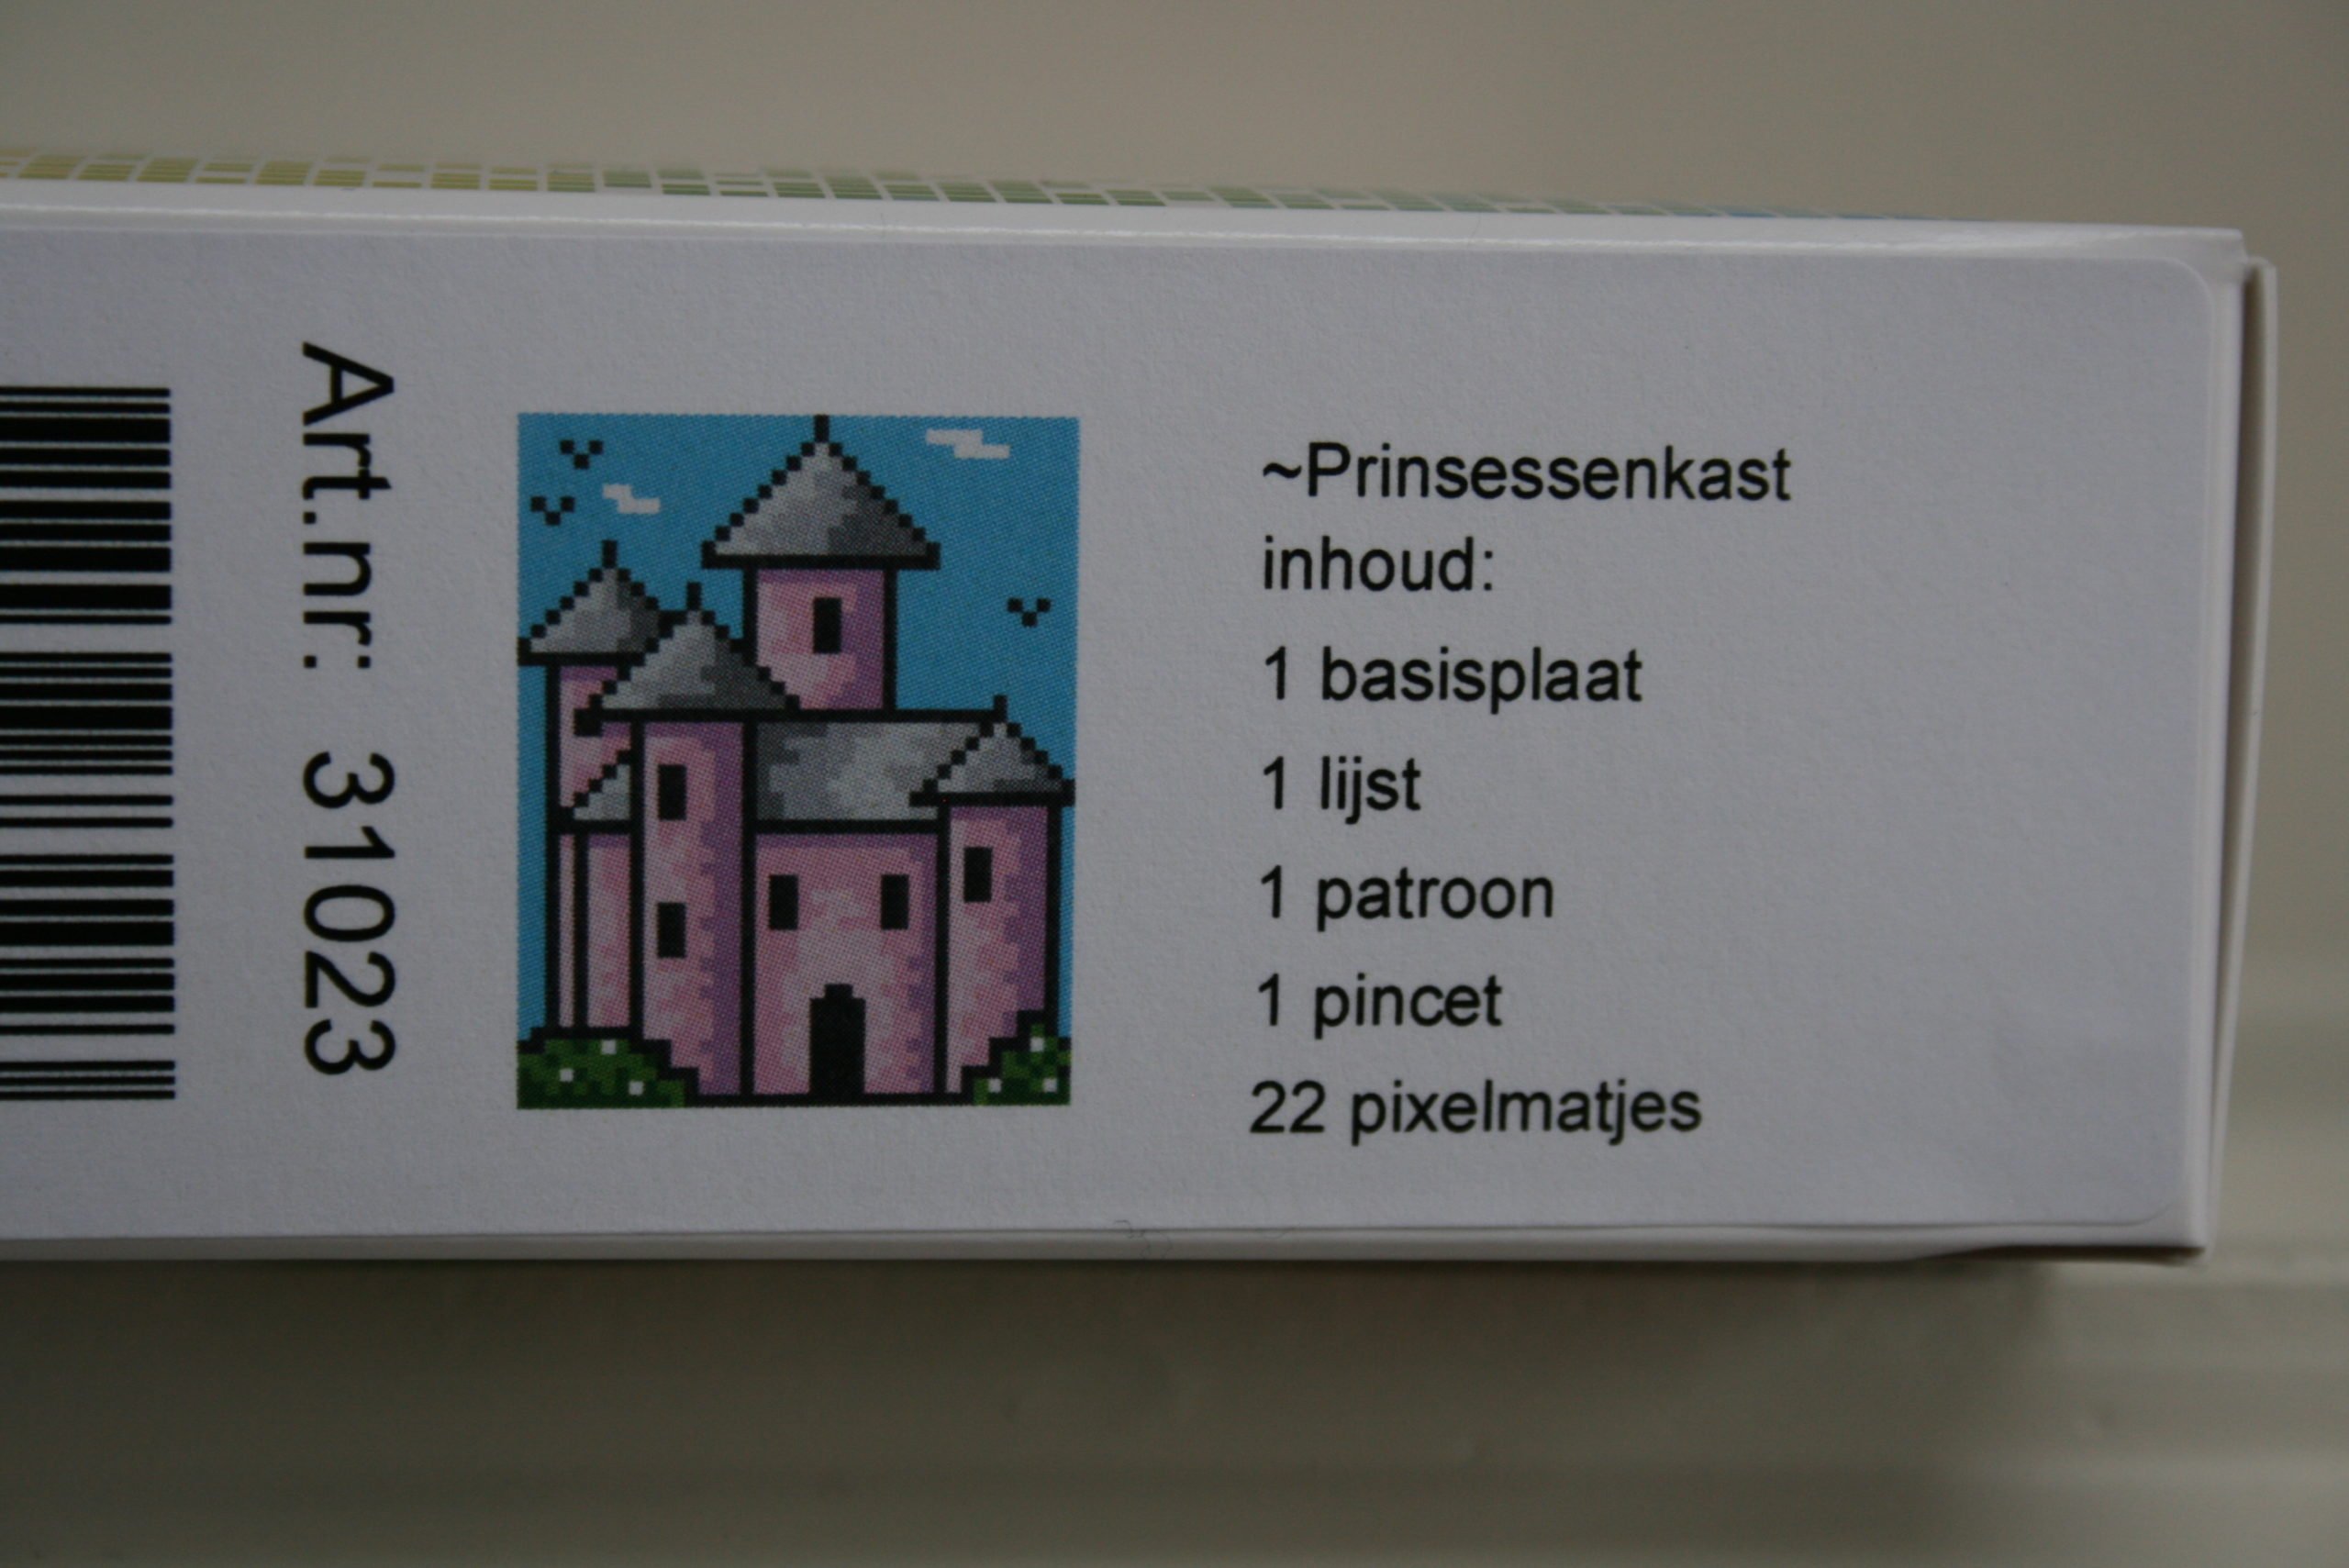 Art.nr: 31023
~Prinsessenkast
inhoud:
1 basisplaat
1 lijst
1 patroon
1 pincet
22 pixelmatjes